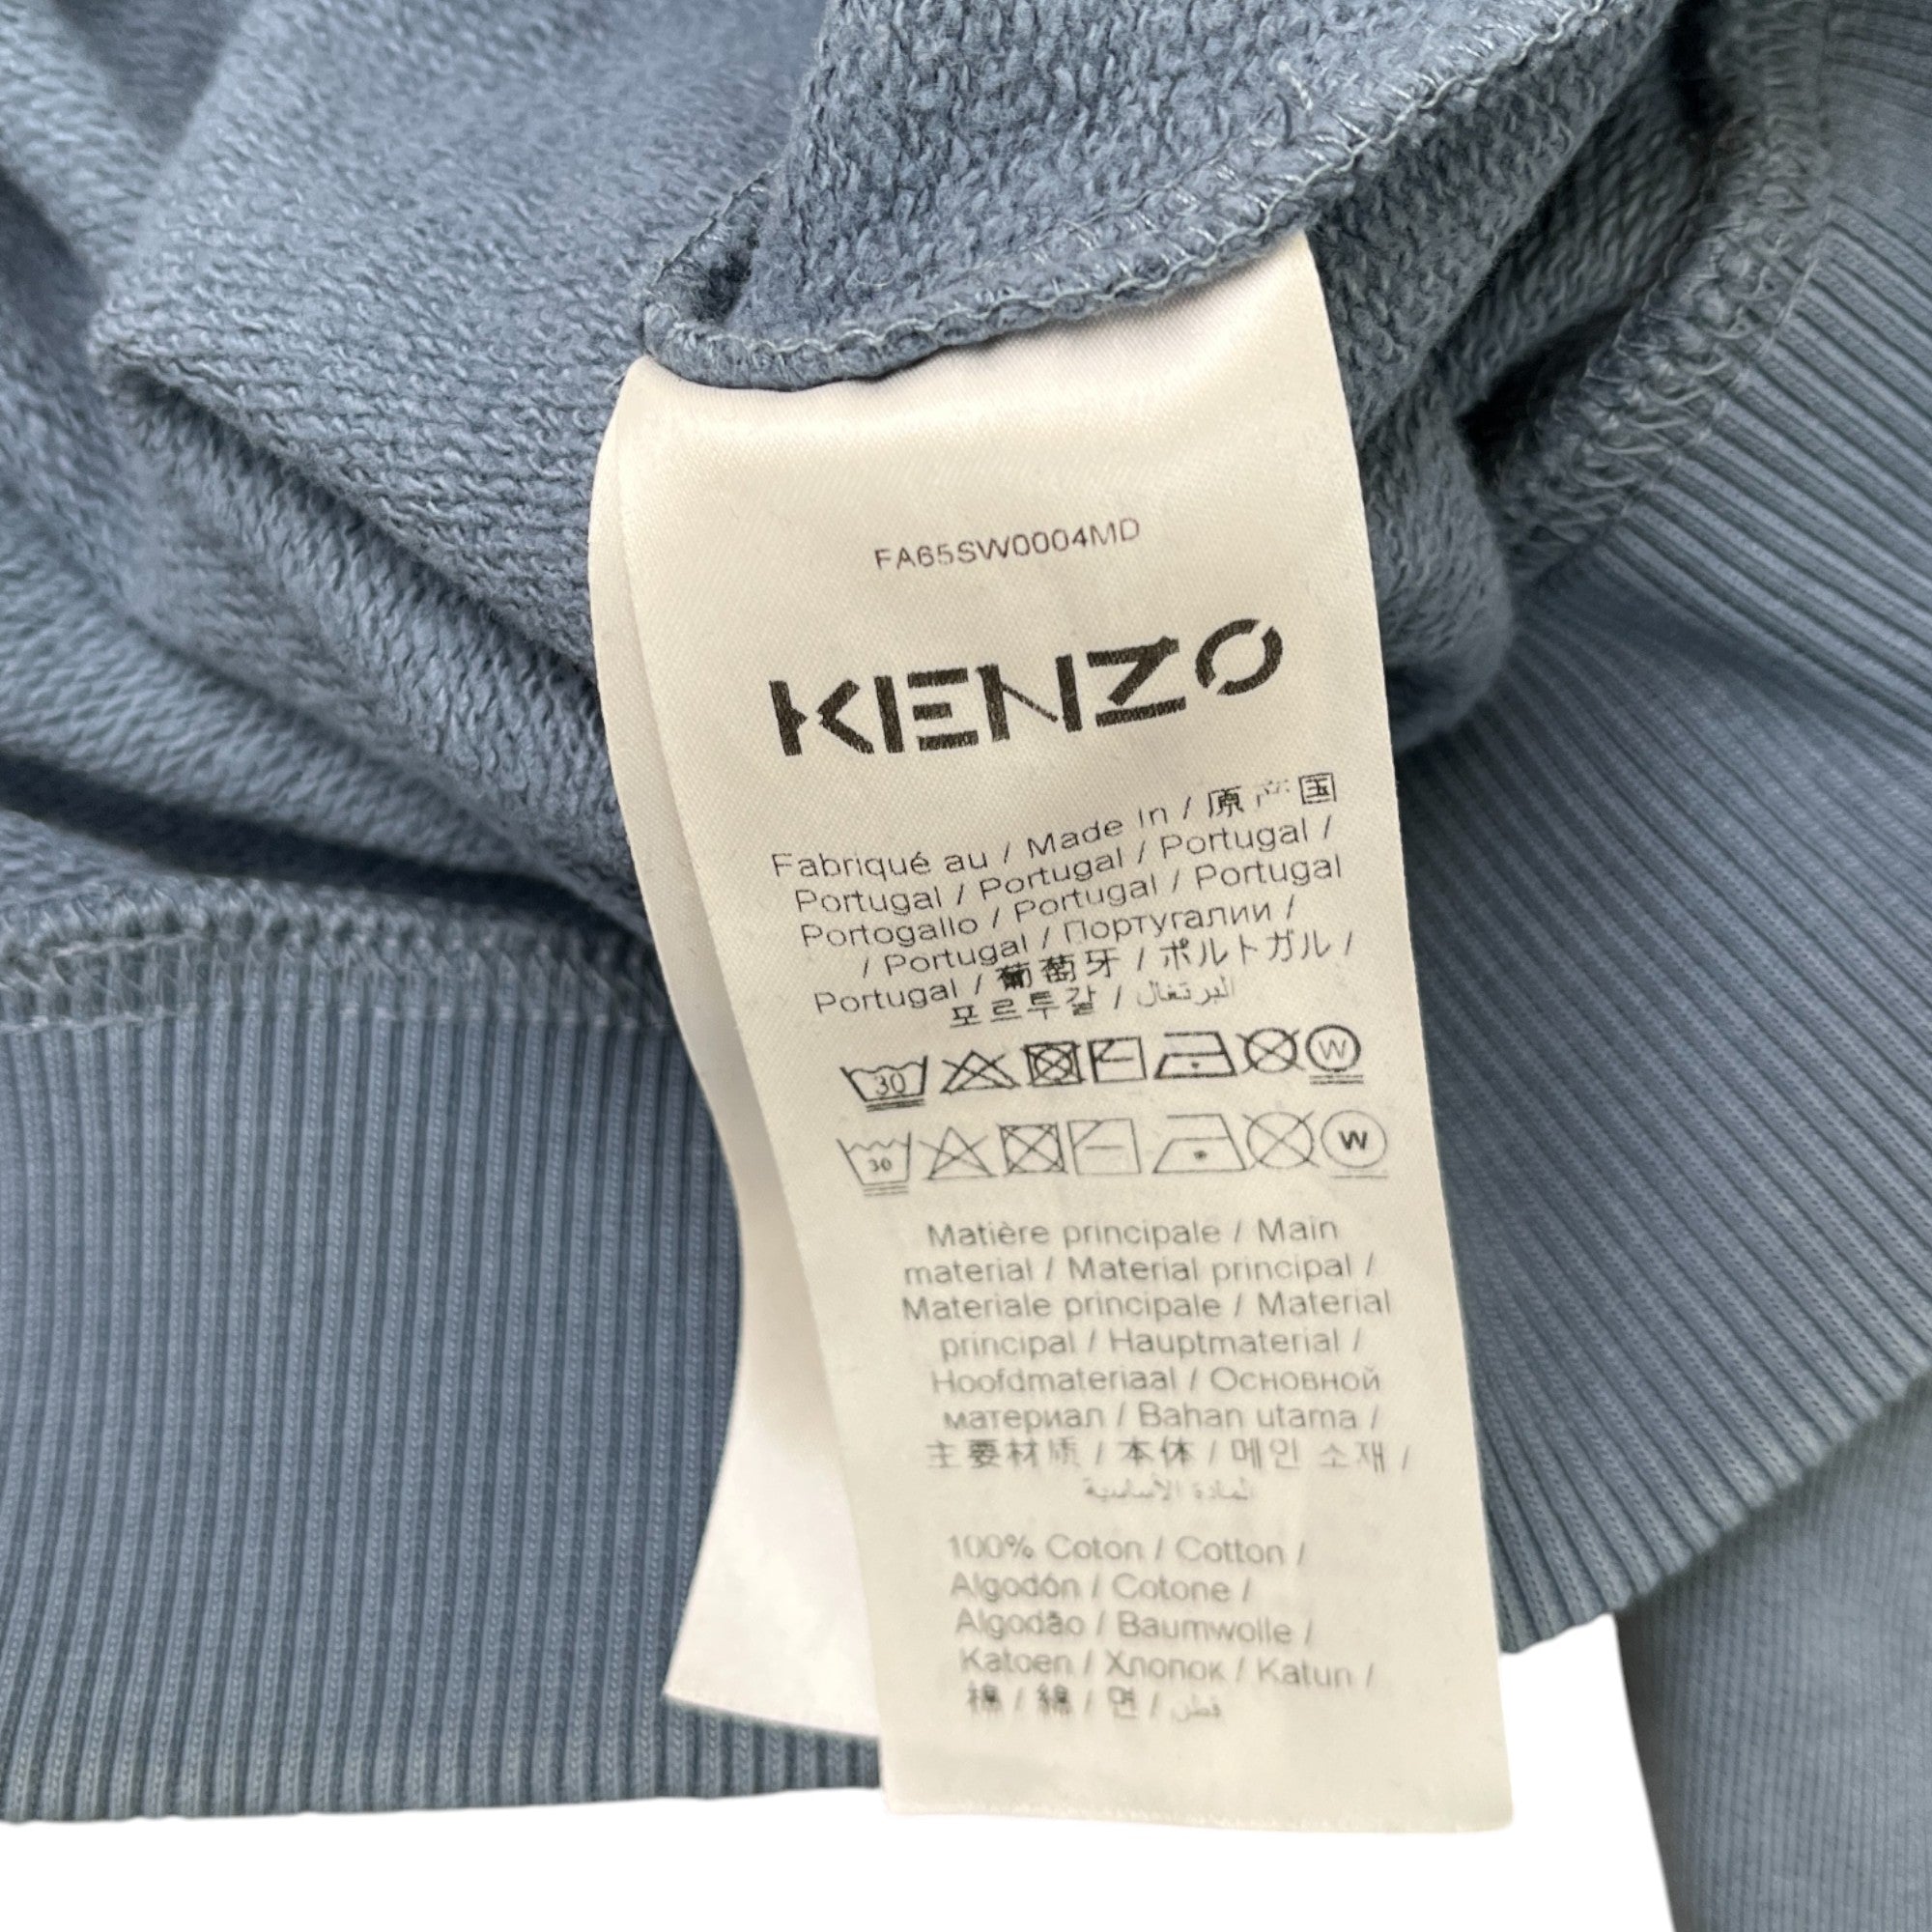 FA65SW0004MD
KENZO
Fabriqué au / Made In / 原产国
Portugal / Portugal / Portugal /
Portogallo / Portugal / Portugal
/ Portugal / Португалии /
Portugal / 葡萄牙 / ポルトガル /
포르투갈 / البرتغال
30 W
30 W
Matière principale / Main
material / Material principal /
Materiale principale / Material
principal / Hauptmaterial /
Hoofdmateriaal / Основной
материал / Bahan utama /
主要材质 / 本体 / 메인 소재 /
المادة الأساسية
100% Coton / Cotton /
Algodón / Cotone /
Algodão / Baumwolle /
Katoen / Хлопок / Katun /
棉 / 綿 / 면 / قطن